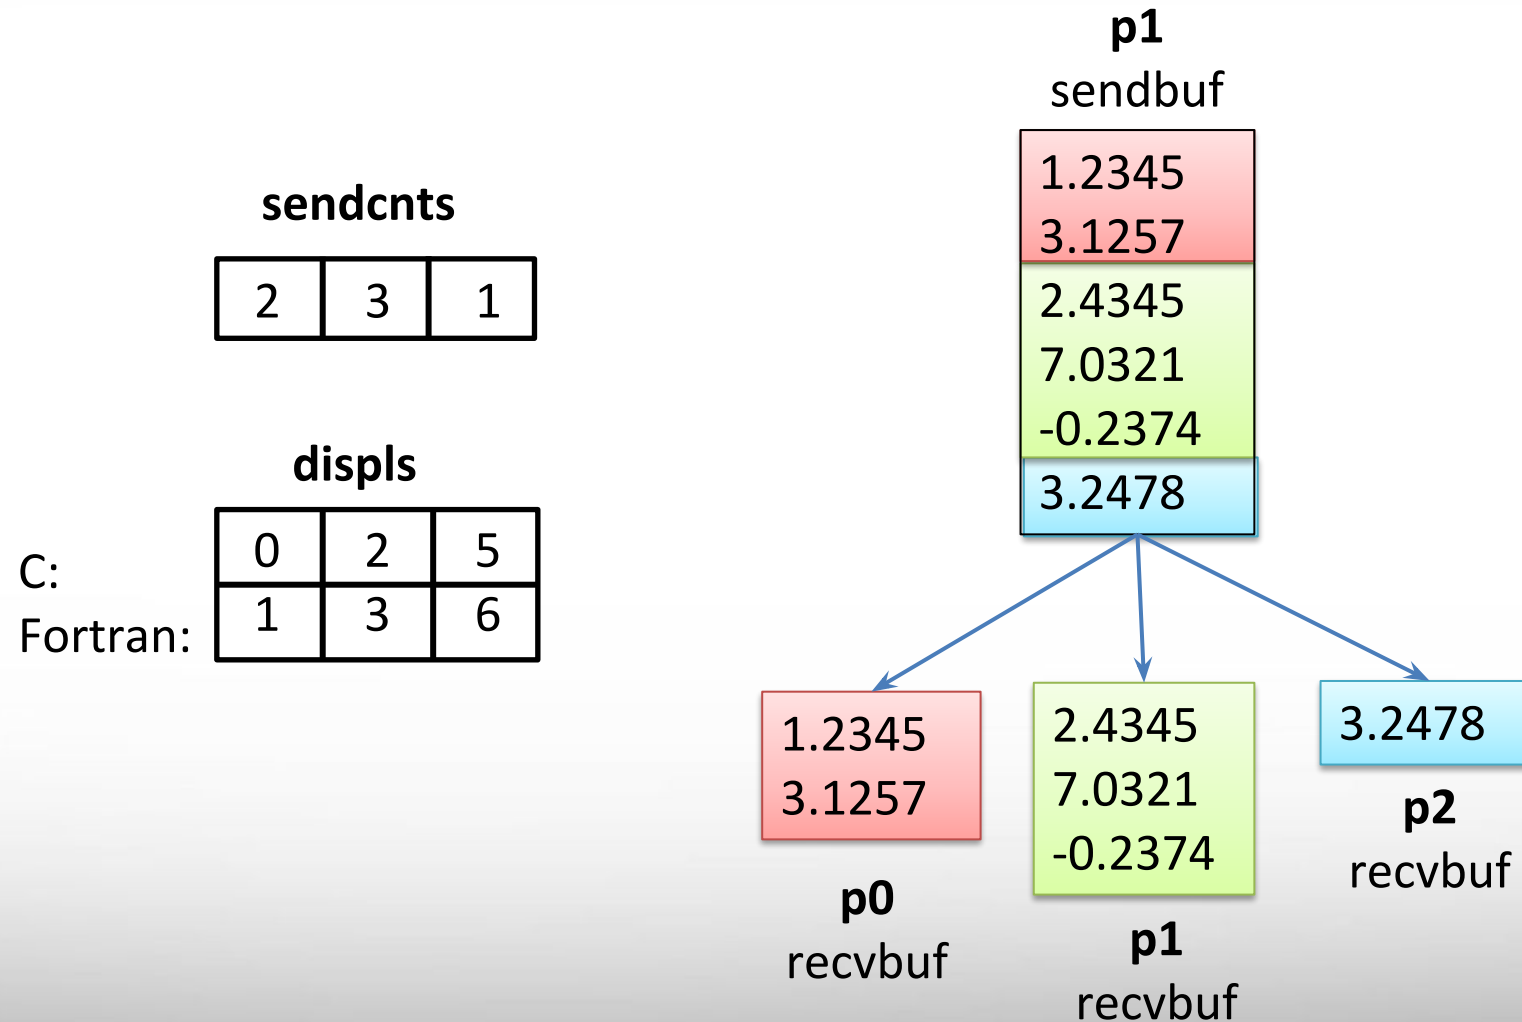 p1
sendbuf
1.2345
3.1257
2.4345
7.0321
-0.2374
3.2478
sendcnts
2 3 1
displs
C: 0 2 5
Fortran: 1 3 6
1.2345
3.1257
p0
recvbuf
2.4345
7.0321
-0.2374
p1
recvbuf
3.2478
p2
recvbuf